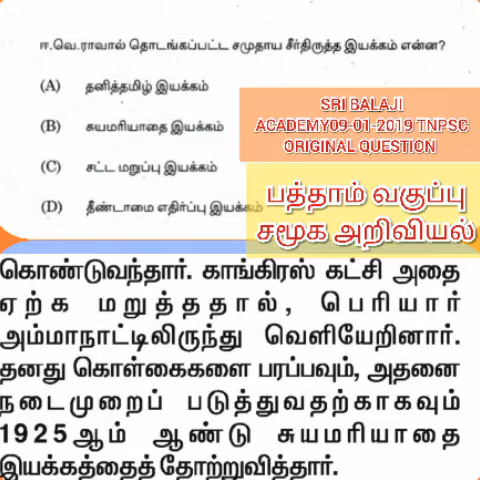 ஈ.வெ.ராவால் தொடங்கப்பட்ட சமுதாய சீர்திருத்த இயக்கம் என்ன?
(A) தனித்தமிழ் இயக்கம்
(B) சுயமரியாதை இயக்கம்
(C) சட்ட மறுப்பு இயக்கம்
(D) தீண்டாமை எதிர்ப்பு இயக்கம்
SRI BALAJI
ACADEMY09-01-2019 TNPSC
ORIGINAL QUESTION
பத்தாம் வகுப்பு
சமூக அறிவியல்
கொண்டுவந்தார். காங்கிரஸ் கட்சி அதை
ஏற்க மறுத்ததால், பெரியார்
அம்மாநாட்டிலிருந்து வெளியேறினார்.
தனது கொள்கைகளை பரப்பவும், அதனை
நடைமுறைப் படுத்துவதற்காகவும்
1925ஆம் ஆண்டு சுயமரியாதை
இயக்கத்தைத் தோற்றுவித்தார்.